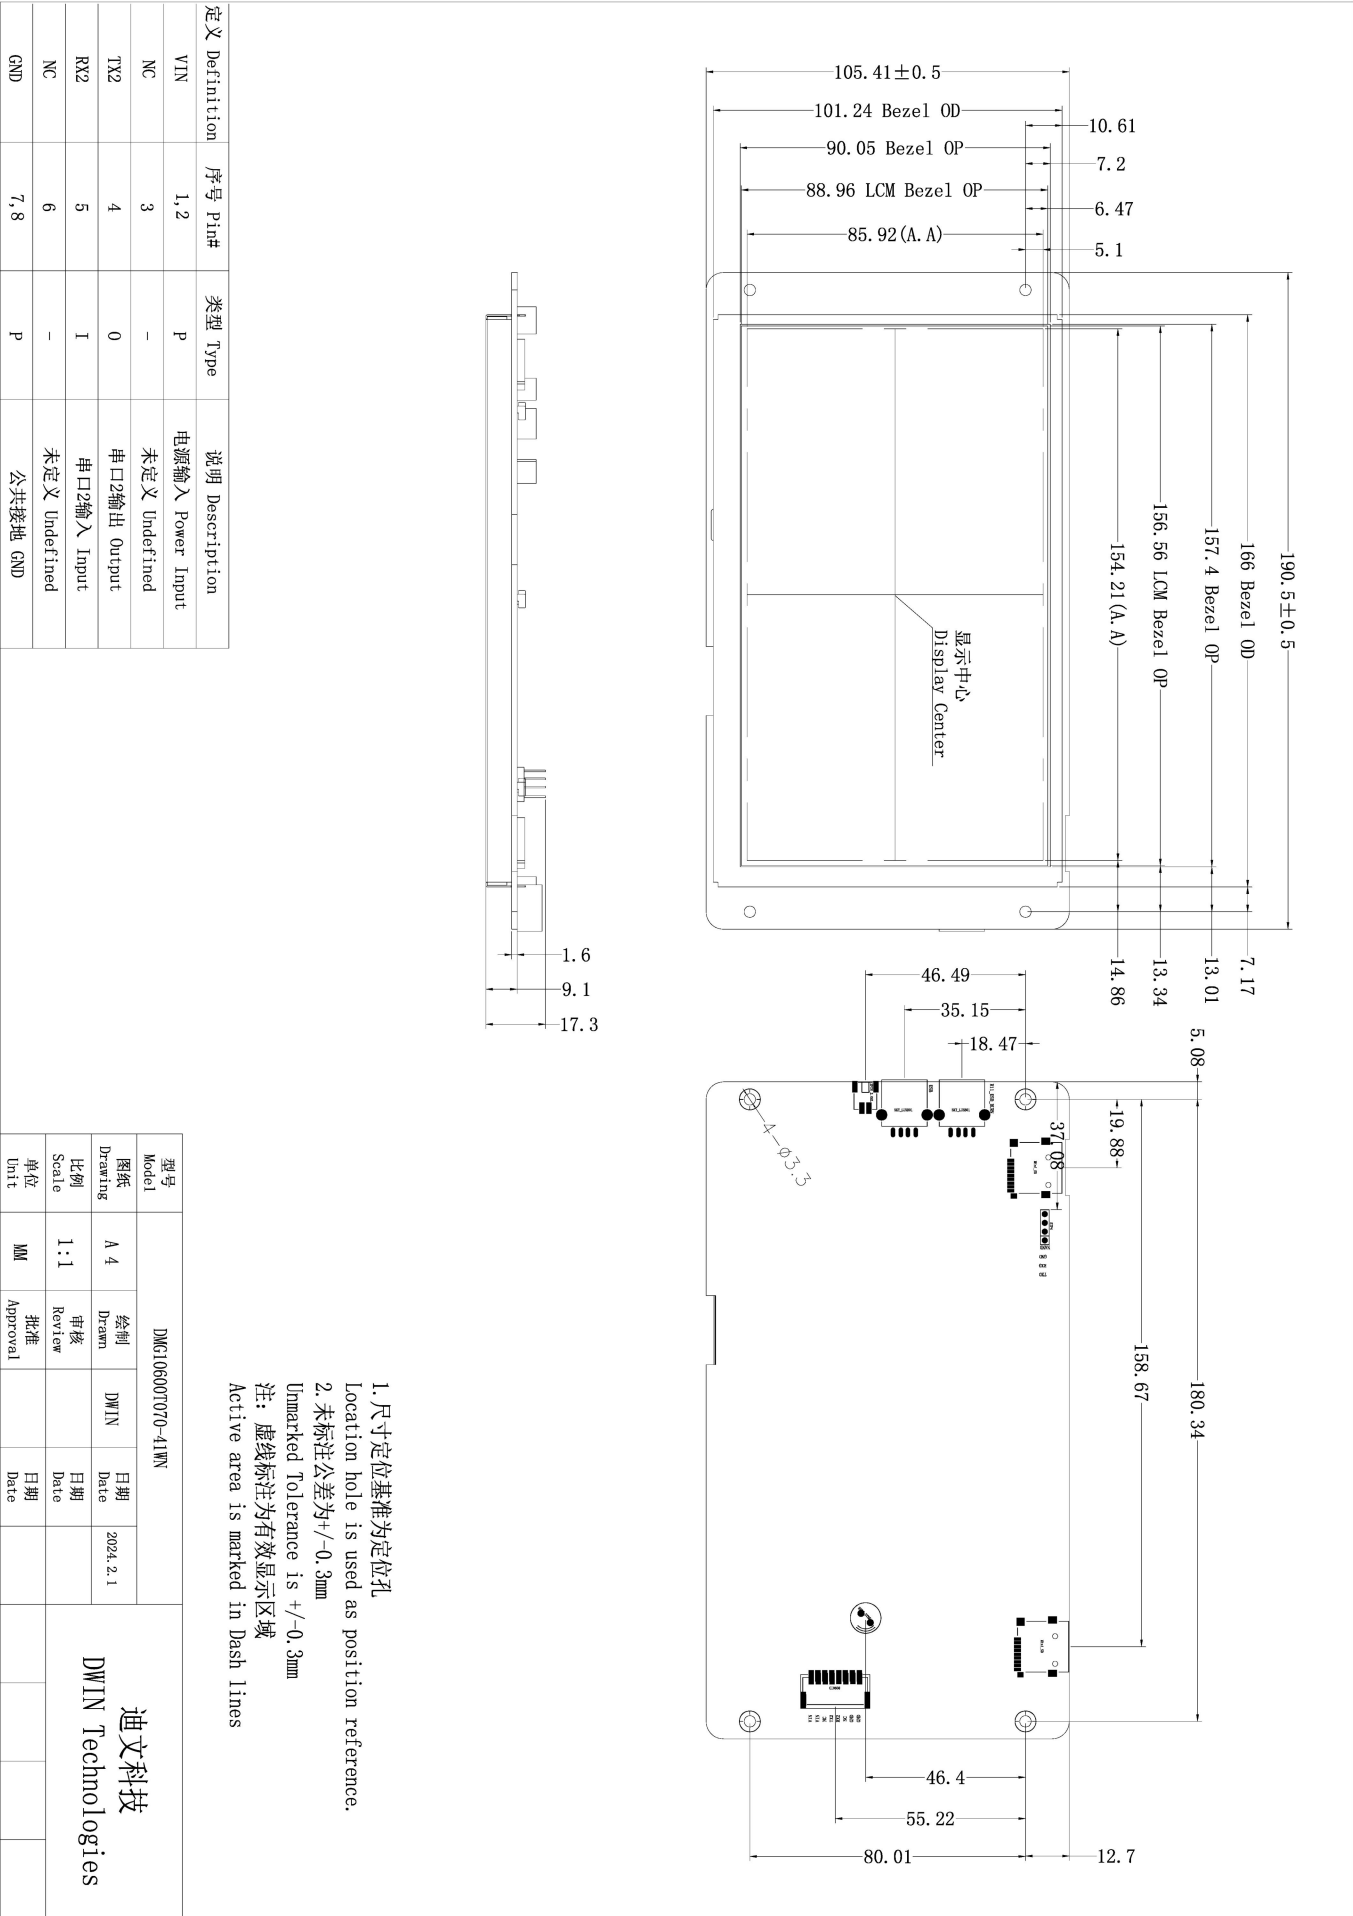 105.41±0.5
101.24 Bezel OD
90.05 Bezel OP
88.96 LCM Bezel OP
85.92(A.A)
10.61
7.2
6.47
5.1
190.5±0.5
166 Bezel OD
157.4 Bezel OP
156.56 LCM Bezel OP
154.21(A.A)
显示中心
Display Center
7.17
13.01
13.34
14.86
1.6
9.1
17.3
46.49
35.15
18.47
5.08
19.88
37.08
4-φ3.3
158.67
180.34
46.4
55.22
80.01
12.7
定义 Definition 序号 Pin# 类型 Type 说明 Description
VIN 1,2 P 电源输入 Power Input
NC 3 - 未定义 Undefined
TX2 4 O 串口2输出 Output
RX2 5 I 串口2输入 Input
NC 6 - 未定义 Undefined
GND 7,8 P 公共接地 GND
1.尺寸定位基准为定位孔
Location hole is used as position reference.
2.未标注公差为+/-0.3mm
Unmarked Tolerance is +/-0.3mm
注: 虚线标注为有效显示区域
Active area is marked in Dash lines
型号
Model
DMG10600T070-41WN
图纸
Drawing
A 4
绘制
Drawn
DWIN
日期
Date
2024.2.1
比例
Scale
1:1
审核
Review
日期
Date
单位
Unit
MM
批准
Approval
日期
Date
迪文科技
DWIN Technologies